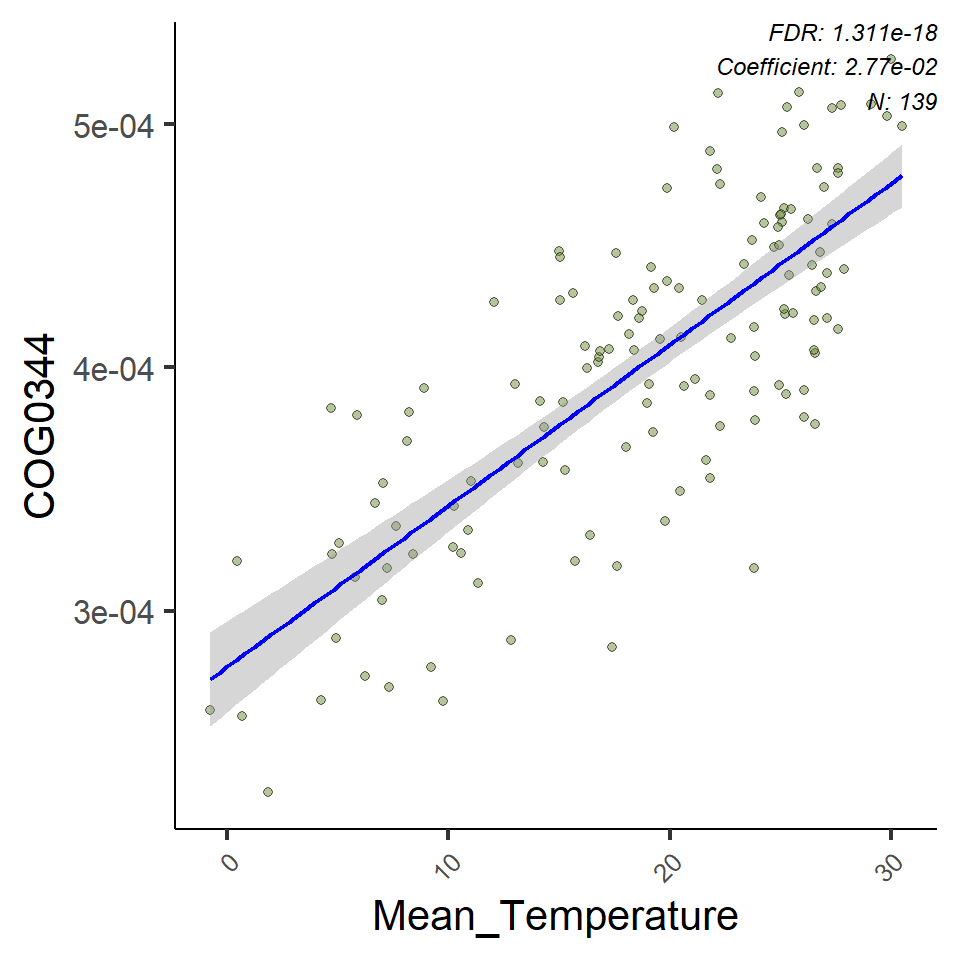 FDR: 1.311e-18
Coefficient: 2.77e-02
N: 139
5e-04
4e-04
3e-04
COG0344
0 10 20 30
Mean_Temperature